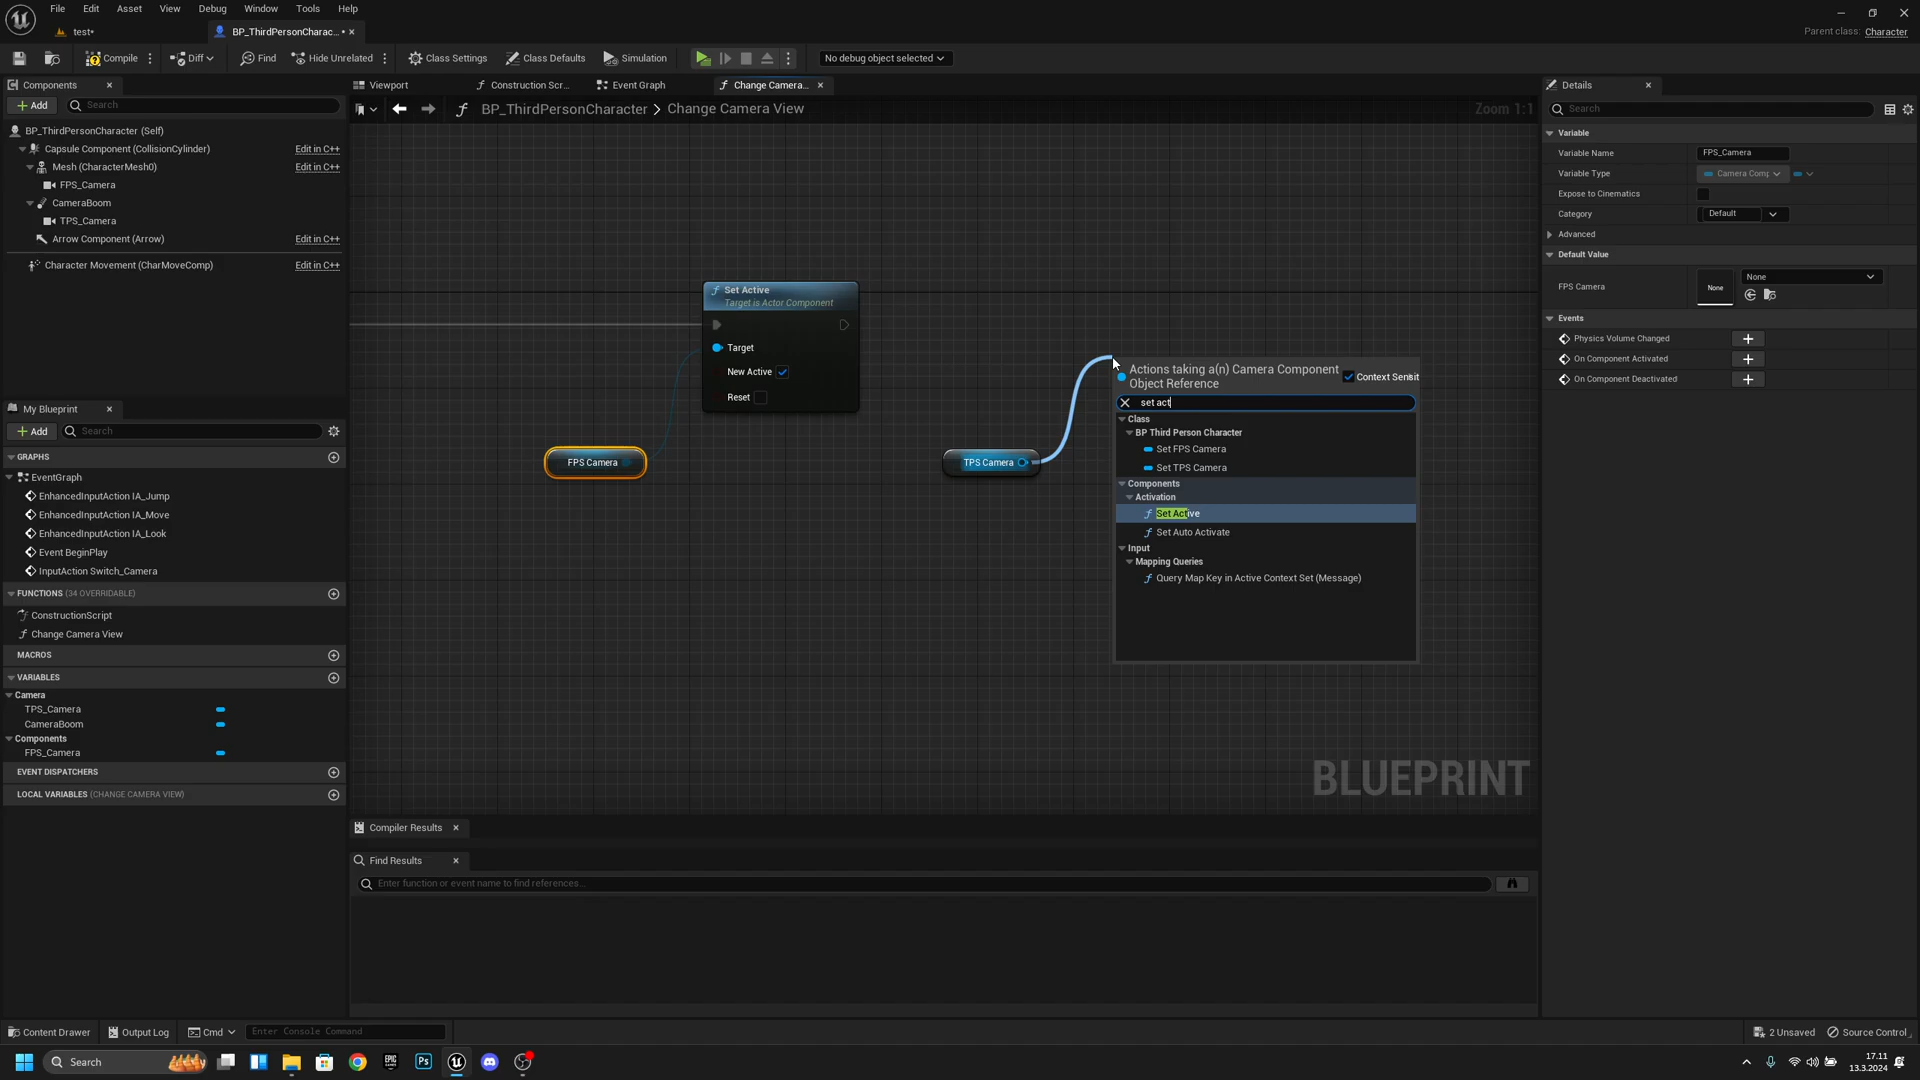 File Edit Asset View Debug Window Tools Help
test*
BP_ThirdPersonCharac... •
Parent class: Character
Compile Diff Find Hide Unrelated Class Settings Class Defaults Simulation No debug object selected
Components
Add Search
BP_ThirdPersonCharacter (Self)
Capsule Component (CollisionCylinder) Edit in C++
Mesh (CharacterMesh0) Edit in C++
FPS_Camera
CameraBoom
TPS_Camera
Arrow Component (Arrow) Edit in C++
Character Movement (CharMoveComp) Edit in C++
My Blueprint
Add Search
GRAPHS
EventGraph
EnhancedInputAction IA_Jump
EnhancedInputAction IA_Move
EnhancedInputAction IA_Look
Event BeginPlay
InputAction Switch_Camera
FUNCTIONS (34 OVERRIDABLE)
ConstructionScript
Change Camera View
MACROS
VARIABLES
Camera
TPS_Camera
CameraBoom
Components
FPS_Camera
EVENT DISPATCHERS
LOCAL VARIABLES (CHANGE CAMERA VIEW)
Viewport Construction Scr... Event Graph Change Camera...
BP_ThirdPersonCharacter > Change Camera View
Zoom 1:1
Set Active
Target is Actor Component
Target
New Active
Reset
FPS Camera
TPS Camera
Actions taking a(n) Camera Component
Object Reference
Context Sensit
set act
Class
BP Third Person Character
Set FPS Camera
Set TPS Camera
Components
Activation
Set Active
Set Auto Activate
Input
Mapping Queries
Query Map Key in Active Context Set (Message)
BLUEPRINT
Compiler Results
Find Results
Enter function or event name to find references...
Details
Search
Variable
Variable Name FPS_Camera
Variable Type Camera Comp
Expose to Cinematics
Category Default
Advanced
Default Value
FPS Camera None None
Events
Physics Volume Changed
On Component Activated
On Component Deactivated
Content Drawer Output Log Cmd Enter Console Command
2 Unsaved Source Control
Search
EPIC GAMES
Ps
17.11
13.3.2024